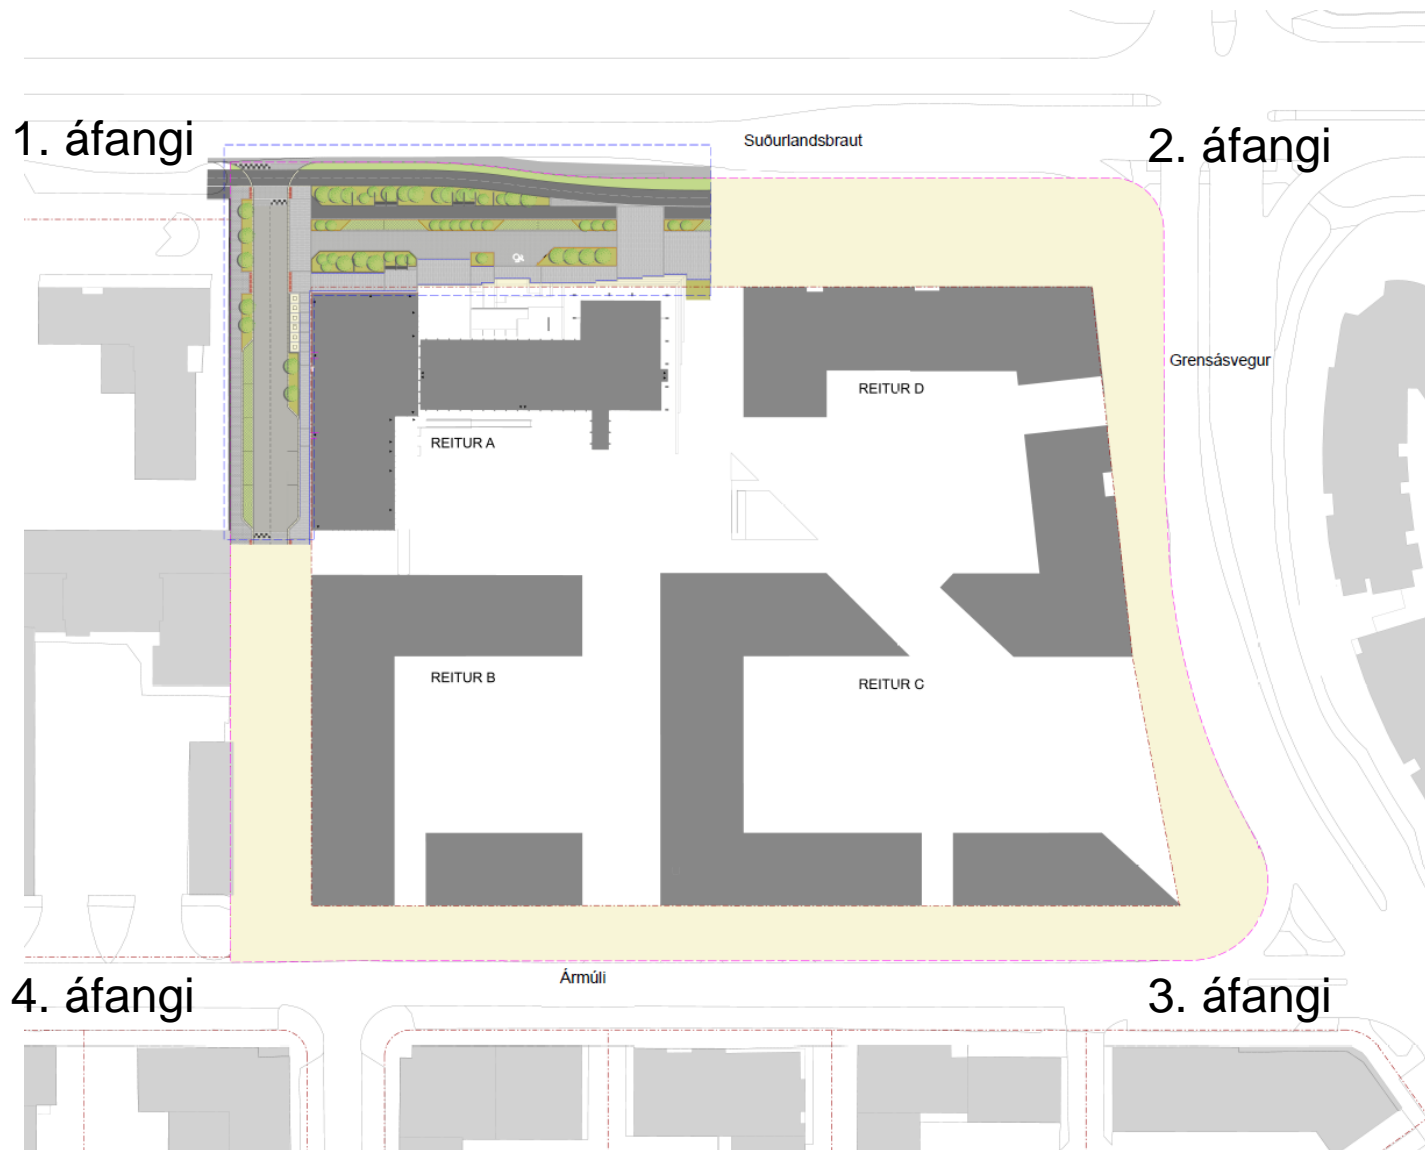 1. áfangi
Suðurlandsbraut
2. áfangi
Grensásvegur
REITUR D
REITUR A
REITUR B
REITUR C
Ármúli
4. áfangi
3. áfangi